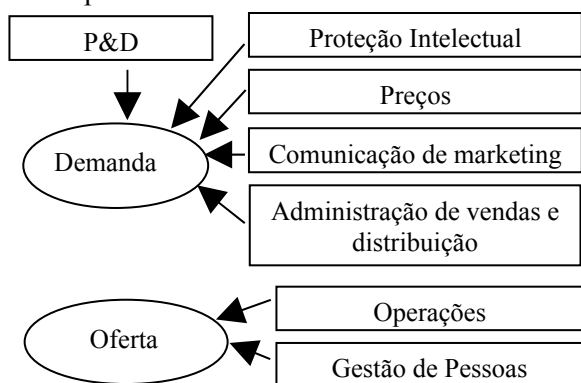 P&D
Proteção Intelectual
Preços
Demanda
Comunicação de marketing
Administração de vendas e
distribuição
Oferta
Operações
Gestão de Pessoas